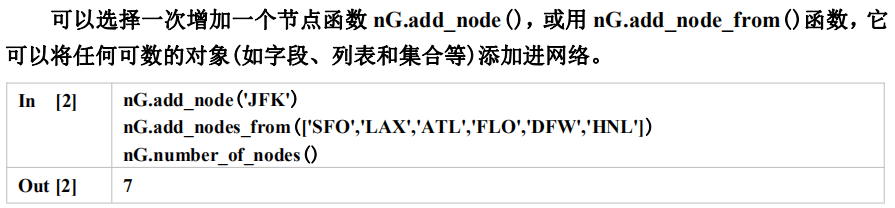 可以选择一次增加一个节点函数 nG.add_node()，或用 nG.add_node_from()函数，它
可以将任何可数的对象(如字段、列表和集合等)添加进网络。
In [2] nG.add_node('JFK')
nG.add_nodes_from(['SFO','LAX','ATL','FLO','DFW','HNL'])
nG.number_of_nodes()
Out [2] 7